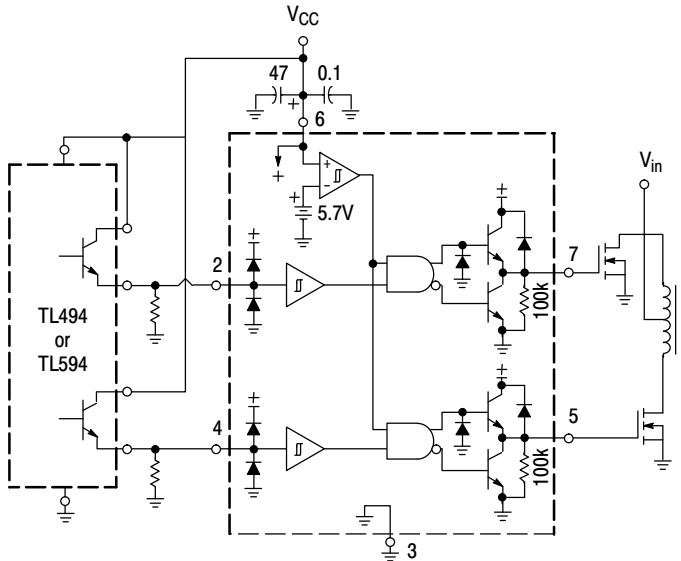 VCC
47
0.1
+
6
Vin
+
+
–
5.7V
+
+
2
7
100k
TL494
or
TL594
+
+
4
5
100k
3